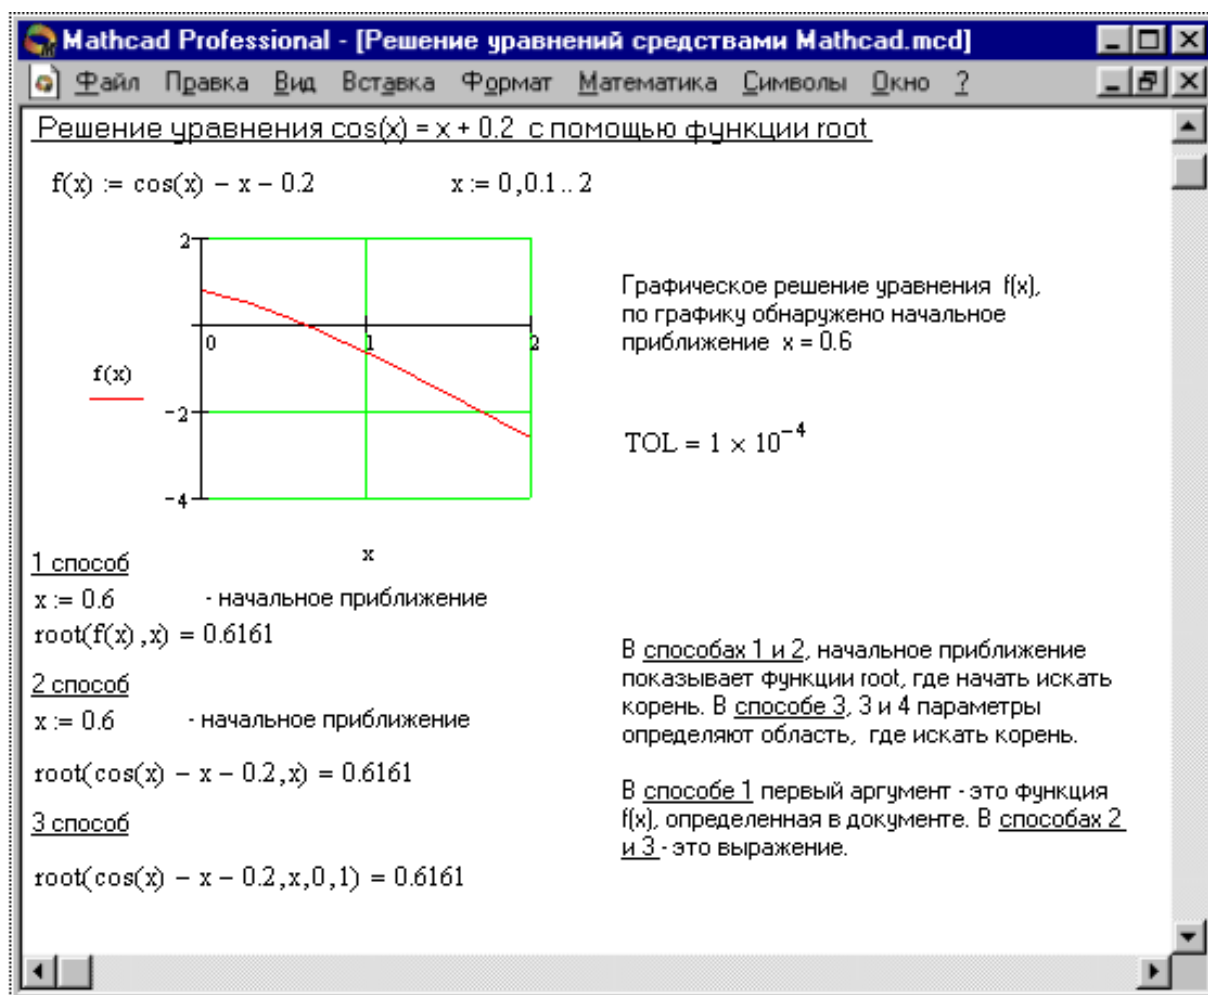 Mathcad Professional - [Решение уравнений средствами Mathcad.mcd]
Файл Правка Вид Вставка Формат Математика Символы Окно ?
Решение уравнения cos(x) = x + 0.2 с помощью функции root
f(x) := cos(x) − x − 0.2 x := 0,0.1.. 2
2
0 1 2
f(x)
−2
−4
x
Графическое решение уравнения f(x),
по графику обнаружено начальное
приближение x = 0.6
TOL = 1 × 10⁻⁴
1 способ
x := 0.6 - начальное приближение
root(f(x) ,x) = 0.6161
2 способ
x := 0.6 - начальное приближение
root(cos(x) − x − 0.2,x) = 0.6161
3 способ
root(cos(x) − x − 0.2,x,0,1) = 0.6161
В способах 1 и 2, начальное приближение
показывает функции root, где начать искать
корень. В способе 3, 3 и 4 параметры
определяют область, где искать корень.
В способе 1 первый аргумент - это функция
f(x), определенная в документе. В способах 2
и 3 - это выражение.